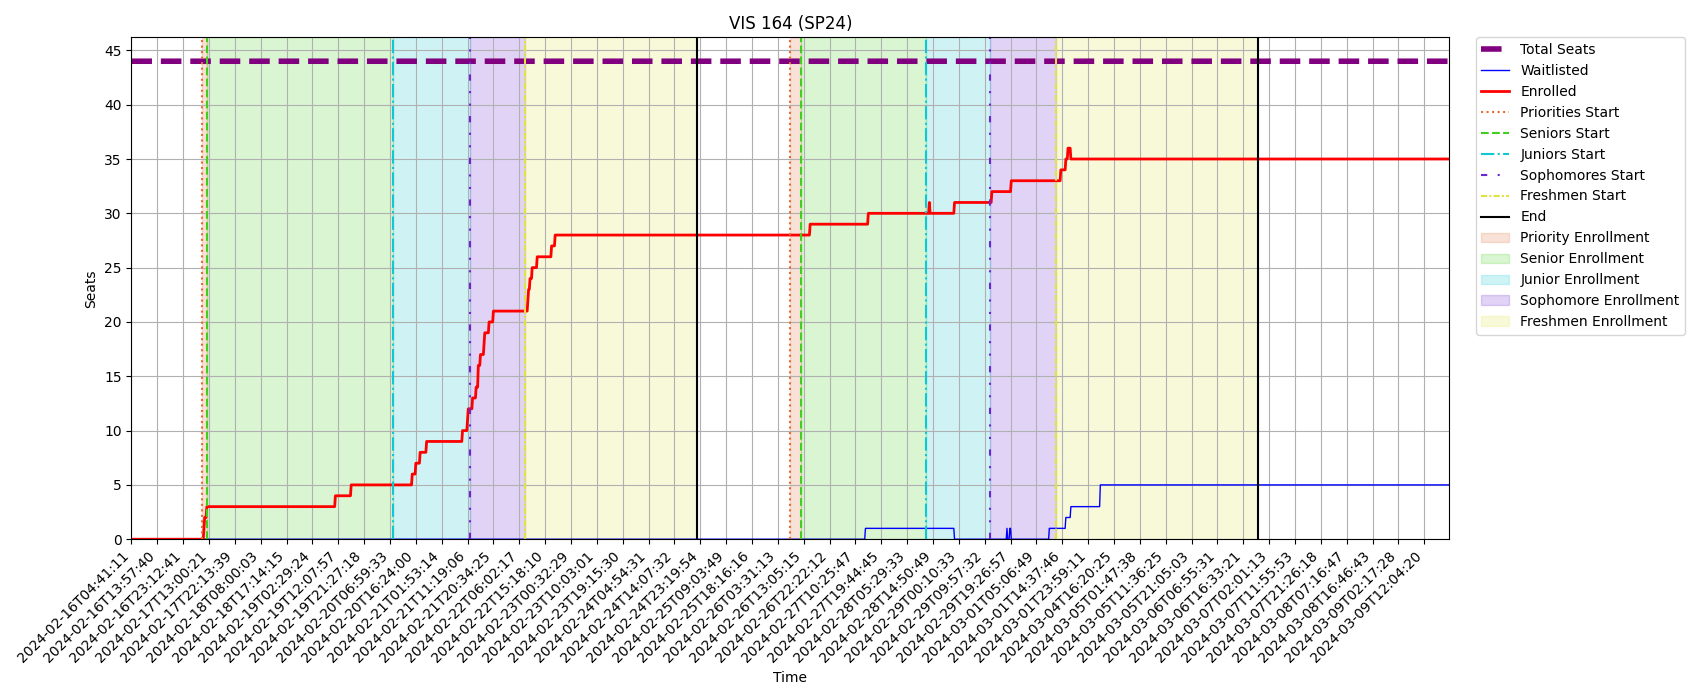 VIS 164 (SP24)
45
40
35
30
25
20
15
10
5
0
Seats
2024-02-16T04:41:11
2024-02-16T13:57:40
2024-02-16T23:12:41
2024-02-17T13:00:21
2024-02-17T22:13:39
2024-02-18T08:00:03
2024-02-18T17:14:15
2024-02-19T02:29:24
2024-02-19T12:07:57
2024-02-19T21:27:18
2024-02-20T06:59:33
2024-02-20T16:24:00
2024-02-21T01:53:14
2024-02-21T11:19:06
2024-02-21T20:34:25
2024-02-22T06:02:17
2024-02-22T15:18:10
2024-02-23T00:32:29
2024-02-23T10:03:01
2024-02-23T19:15:30
2024-02-24T04:54:31
2024-02-24T14:07:32
2024-02-24T23:19:54
2024-02-25T09:03:49
2024-02-25T18:16:16
2024-02-26T03:31:13
2024-02-26T13:05:15
2024-02-26T22:22:12
2024-02-27T10:25:47
2024-02-27T19:44:45
2024-02-28T05:29:33
2024-02-28T14:50:49
2024-02-29T00:10:33
2024-02-29T09:57:32
2024-02-29T19:26:57
2024-03-01T05:06:49
2024-03-01T14:37:46
2024-03-01T23:59:11
2024-03-04T16:20:25
2024-03-05T01:47:38
2024-03-05T11:36:25
2024-03-05T21:05:03
2024-03-06T06:55:31
2024-03-06T16:33:21
2024-03-07T02:01:13
2024-03-07T11:55:53
2024-03-07T21:26:18
2024-03-08T07:16:47
2024-03-08T16:46:43
2024-03-09T02:17:28
2024-03-09T12:04:20
Time
Total Seats
Waitlisted
Enrolled
Priorities Start
Seniors Start
Juniors Start
Sophomores Start
Freshmen Start
End
Priority Enrollment
Senior Enrollment
Junior Enrollment
Sophomore Enrollment
Freshmen Enrollment